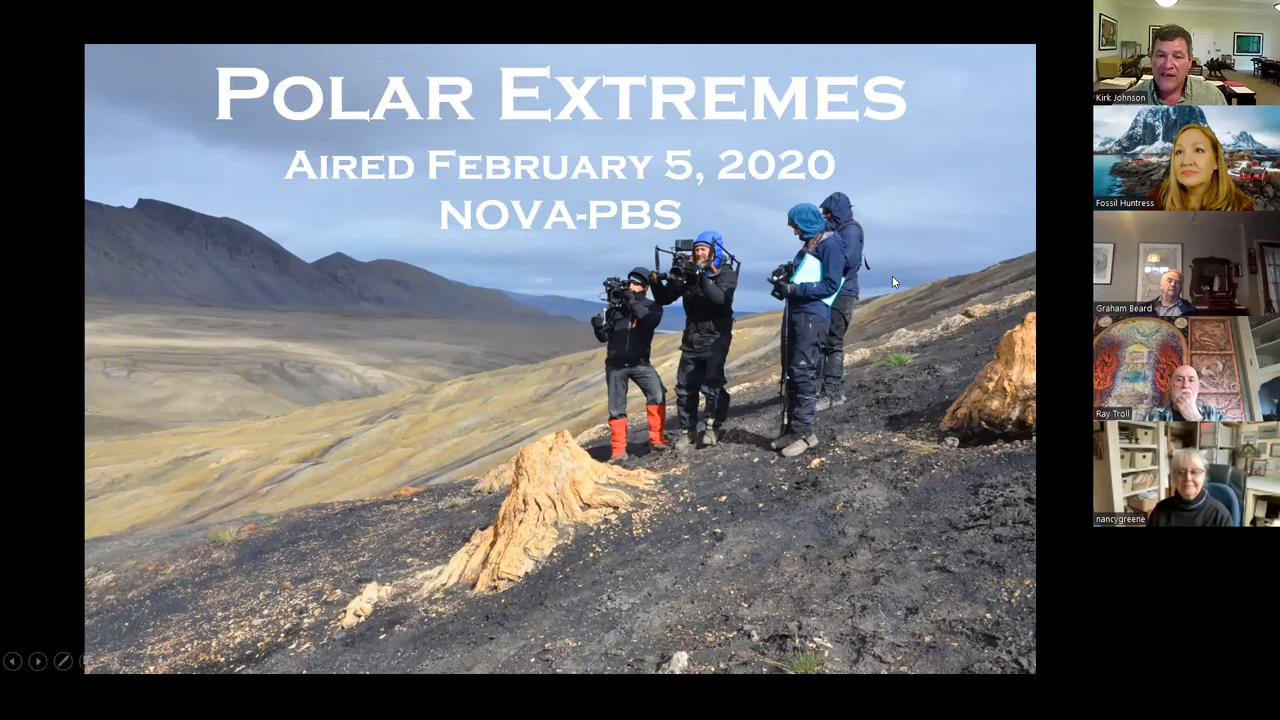 POLAR EXTREMES
AIRED FEBRUARY 5, 2020
NOVA-PBS
Kirk Johnson
Fossil Huntress
Graham Beard
Ray Troll
nancygreene